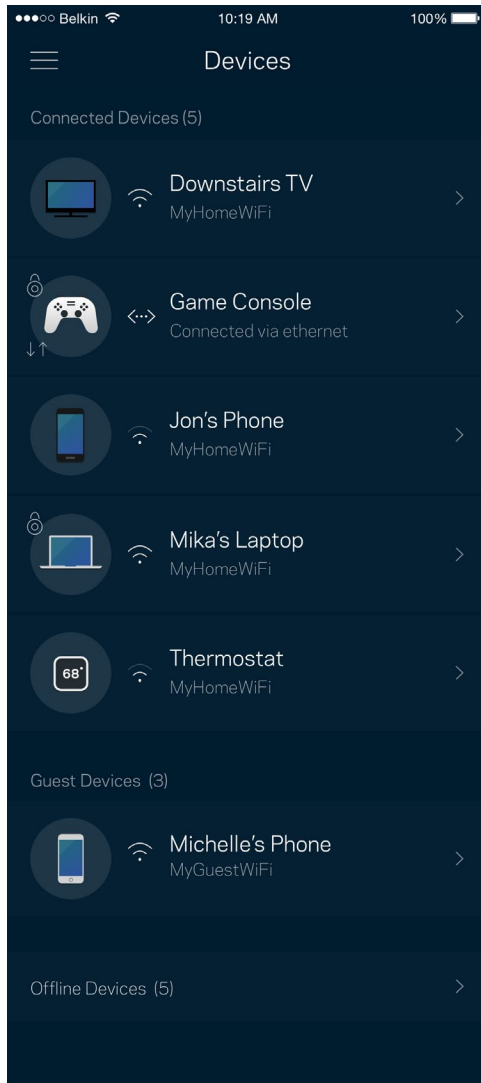 Belkin 10:19 AM 100%
Devices
Connected Devices (5)
Downstairs TV
MyHomeWiFi
Game Console
Connected via ethernet
Jon's Phone
MyHomeWiFi
Mika's Laptop
MyHomeWiFi
68°
Thermostat
MyHomeWiFi
Guest Devices (3)
Michelle's Phone
MyGuestWiFi
Offline Devices (5)